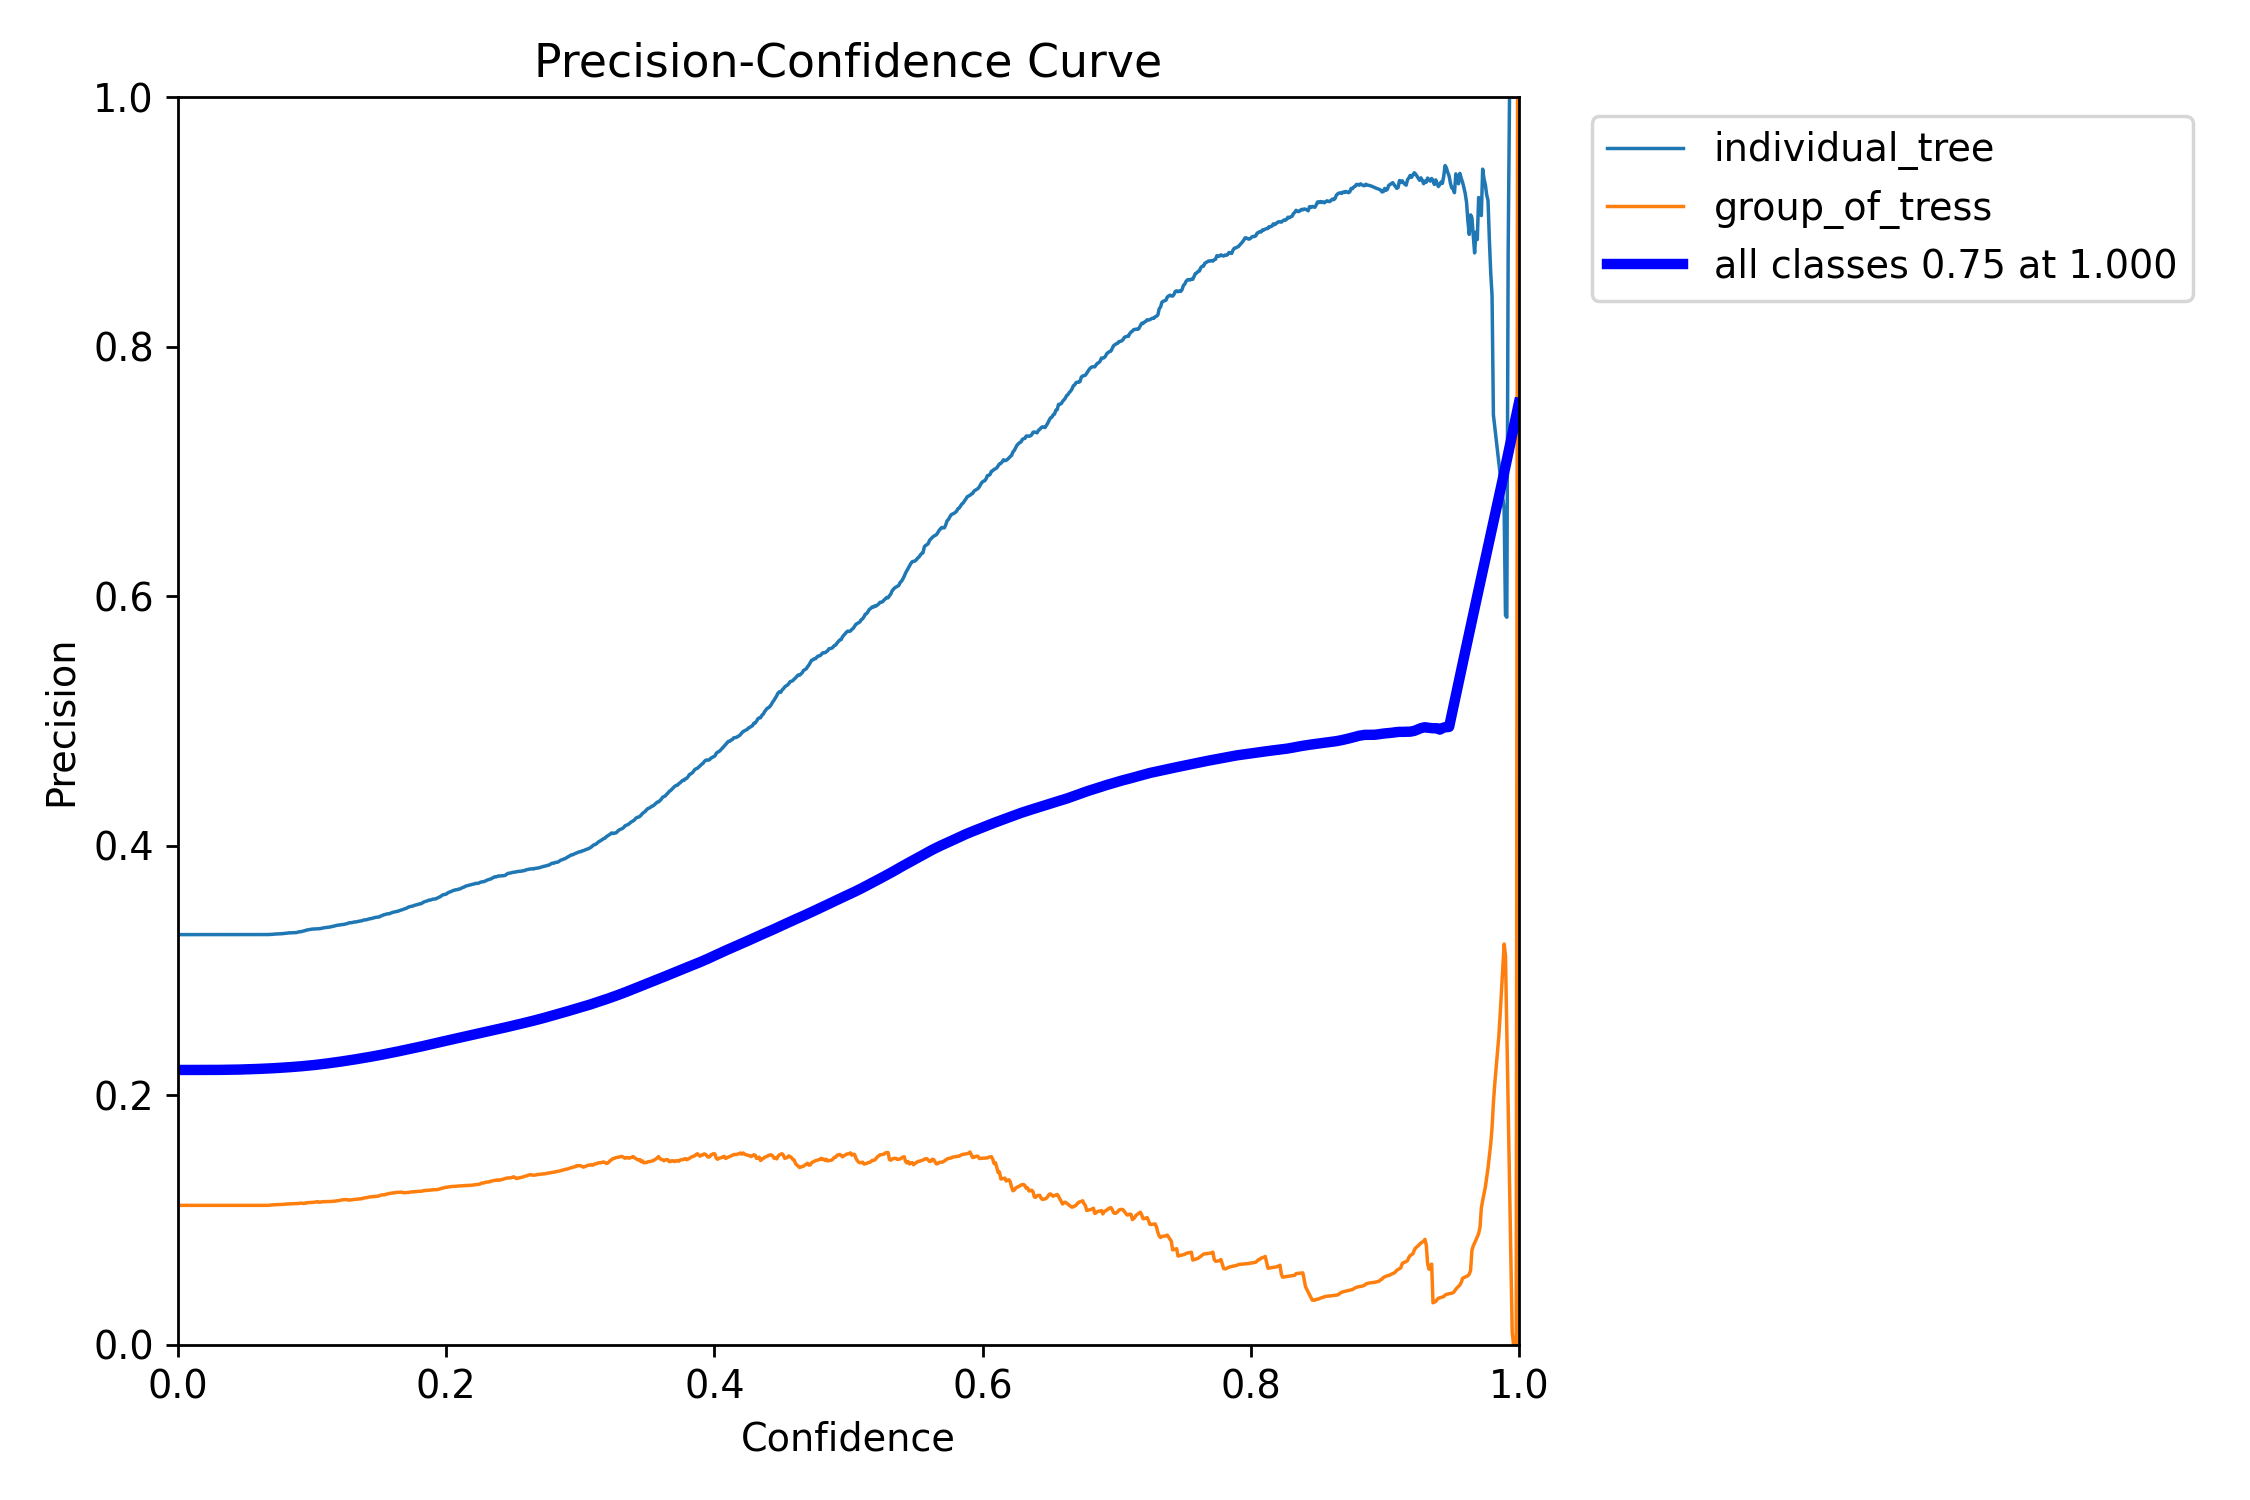 Precision-Confidence Curve
1.0
0.8
0.6
0.4
0.2
0.0
Precision
0.0 0.2 0.4 0.6 0.8 1.0
Confidence
individual_tree
group_of_tress
all classes 0.75 at 1.000